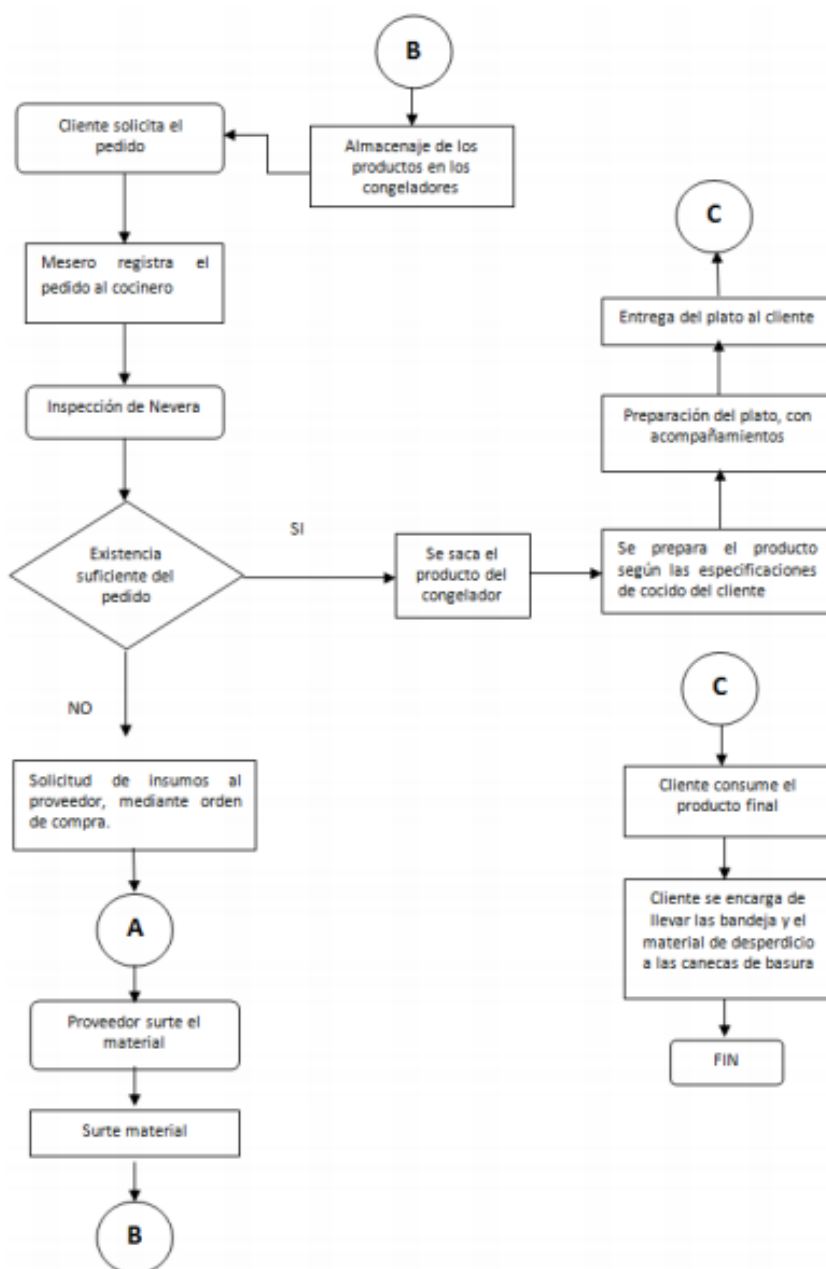 B
Cliente solicita el
pedido
Almacenaje de los
productos en los
congeladores
C
Mesero registra el
pedido al cocinero
Entrega del plato al cliente
Inspección de Nevera
Preparación del plato, con
acompañamientos
SI
Existencia
suficiente del
pedido
Se saca el
producto del
congelador
Se prepara el producto
según las especificaciones
de cocido del cliente
C
NO
Solicitud de insumos al
proveedor, mediante orden
de compra.
Cliente consume el
producto final
A
Cliente se encarga de
llevar las bandeja y el
material de desperdicio
a las canecas de basura
Proveedor surte el
material
FIN
Surte material
B